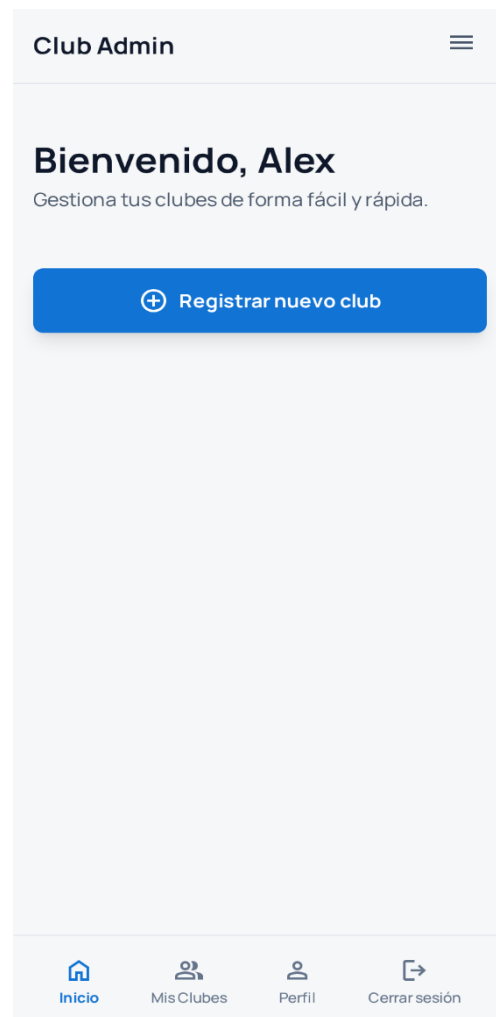 Club Admin
Bienvenido, Alex
Gestiona tus clubes de forma fácil y rápida.
Registrar nuevo club
Inicio
Mis Clubes
Perfil
Cerrar sesión